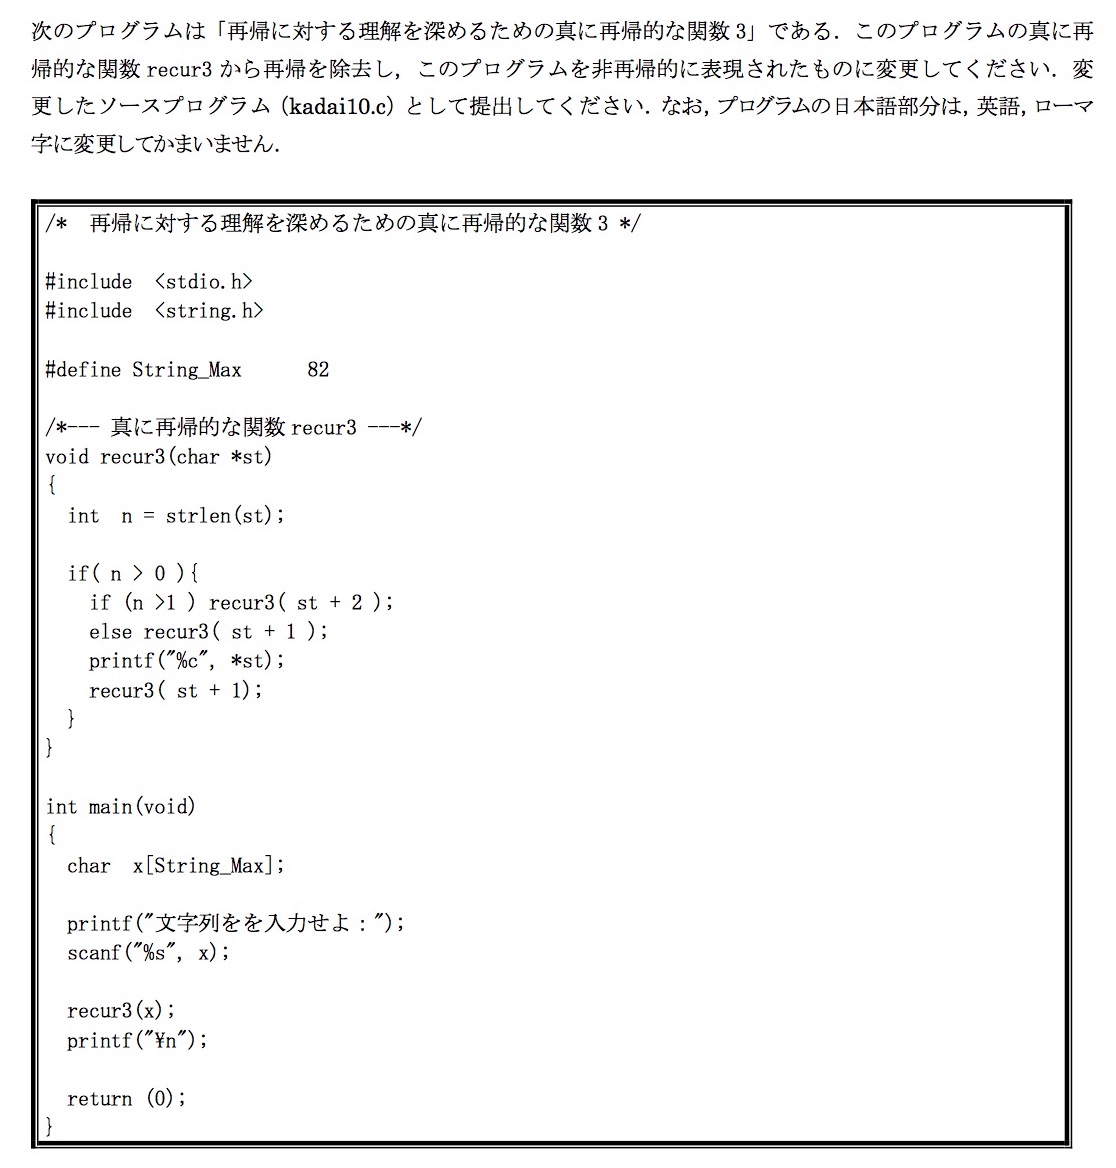 次のプログラムは「再帰に対する理解を深めるための真に再帰的な関数 3」である．このプログラムの真に再
帰的な関数 recur3 から再帰を除去し，このプログラムを非再帰的に表現されたものに変更してください．変
更したソースプログラム（kadai10.c）として提出してください．なお，プログラムの日本語部分は，英語，ローマ
字に変更してかまいません．
/*　再帰に対する理解を深めるための真に再帰的な関数 3 */
#include　<stdio.h>
#include　<string.h>
#define String_Max      82
/*--- 真に再帰的な関数 recur3 ---*/
void recur3(char *st)
{
  int  n = strlen(st);
  if( n > 0 ){
    if (n >1 ) recur3( st + 2 );
    else recur3( st + 1 );
    printf("%c", *st);
    recur3( st + 1);
  }
}
int main(void)
{
  char  x[String_Max];
  printf("文字列をを入力せよ：");
  scanf("%s", x);
  recur3(x);
  printf("¥n");
  return (0);
}